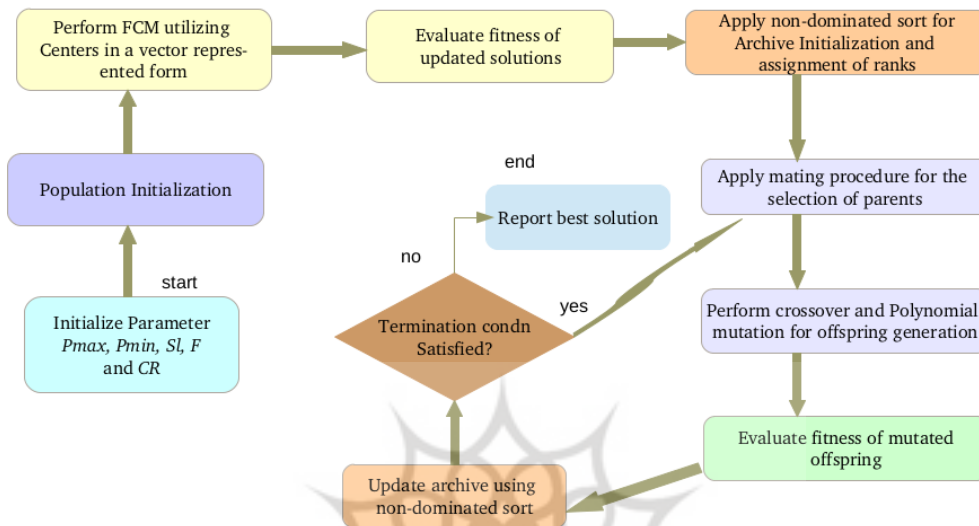 Perform FCM utilizing
Centers in a vector repres
ented form
Evaluate fitness of
updated solutions
Apply non-dominated sort for
Archive Initialization and
assignment of ranks
Population Initialization
end
Report best solution
Apply mating procedure for the
selection of parents
start
no
yes
Initialize Parameter
Pmax, Pmin, Sl, F
and CR
Termination condn
Satisfied?
Perform crossover and Polynomial
mutation for offspring generation
Evaluate fitness of mutated
offspring
Update archive using
non-dominated sort